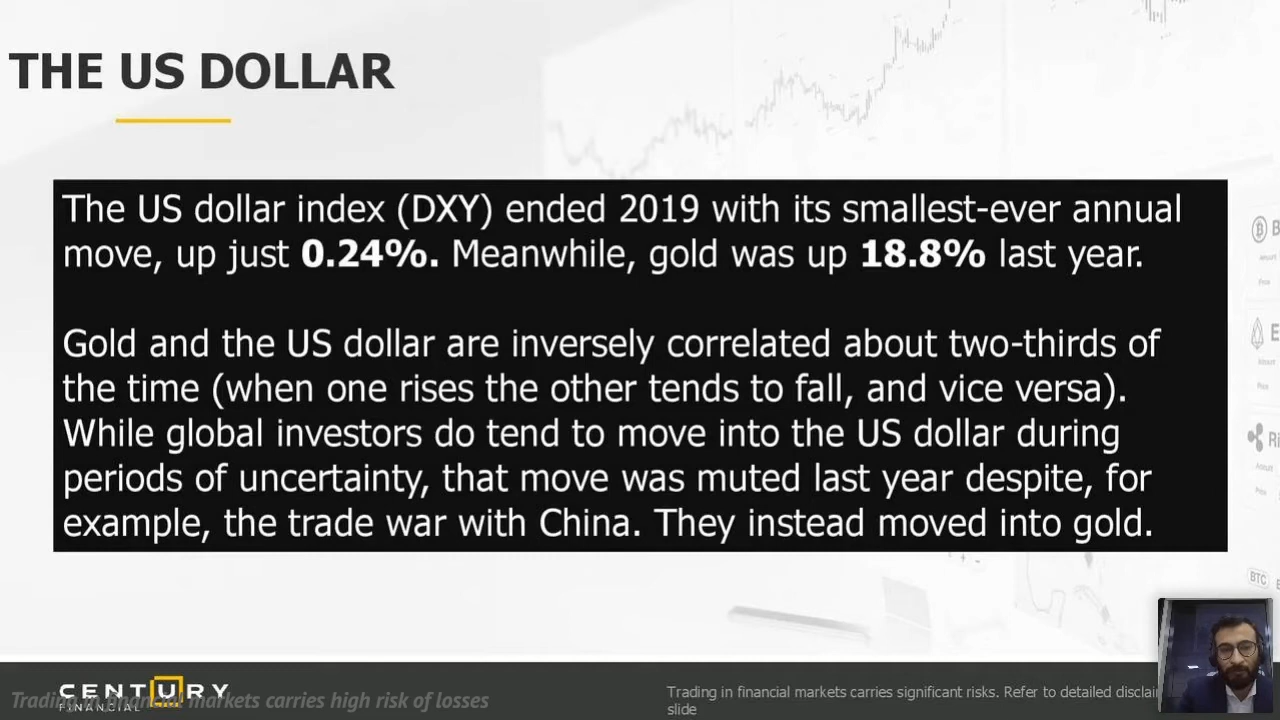 THE US DOLLAR
The US dollar index (DXY) ended 2019 with its smallest-ever annual
move, up just 0.24%. Meanwhile, gold was up 18.8% last year.
Gold and the US dollar are inversely correlated about two-thirds of
the time (when one rises the other tends to fall, and vice versa).
While global investors do tend to move into the US dollar during
periods of uncertainty, that move was muted last year despite, for
example, the trade war with China. They instead moved into gold.
BTC
CENTURY
FINANCIAL
Trading in financial markets carries high risk of losses
Trading in financial markets carries significant risks. Refer to detailed disclai
slide